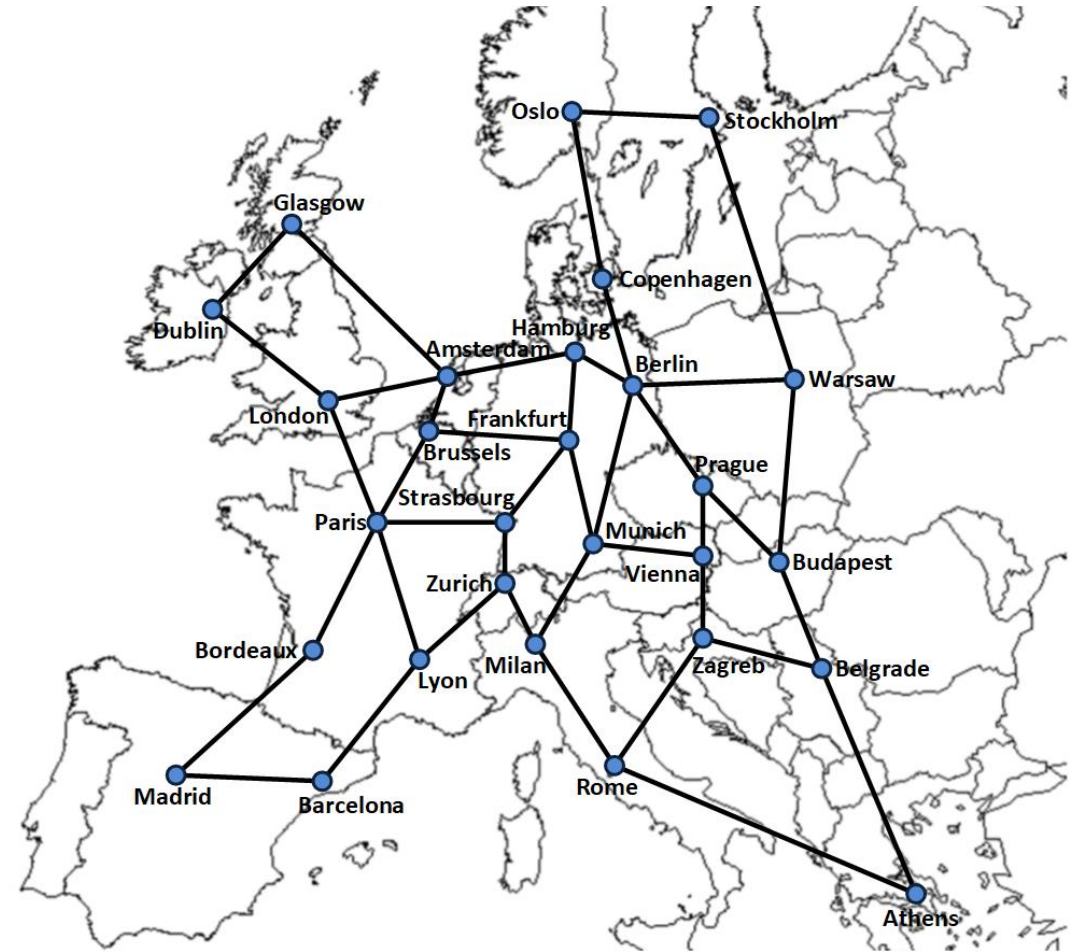 Oslo
Stockholm
Glasgow
Copenhagen
Dublin
Hamburg
Amsterdam
Berlin
Warsaw
London
Frankfurt
Brussels
Prague
Strasbourg
Paris
Munich
Budapest
Vienna
Zurich
Bordeaux
Milan
Zagreb
Belgrade
Lyon
Rome
Madrid
Barcelona
Athens